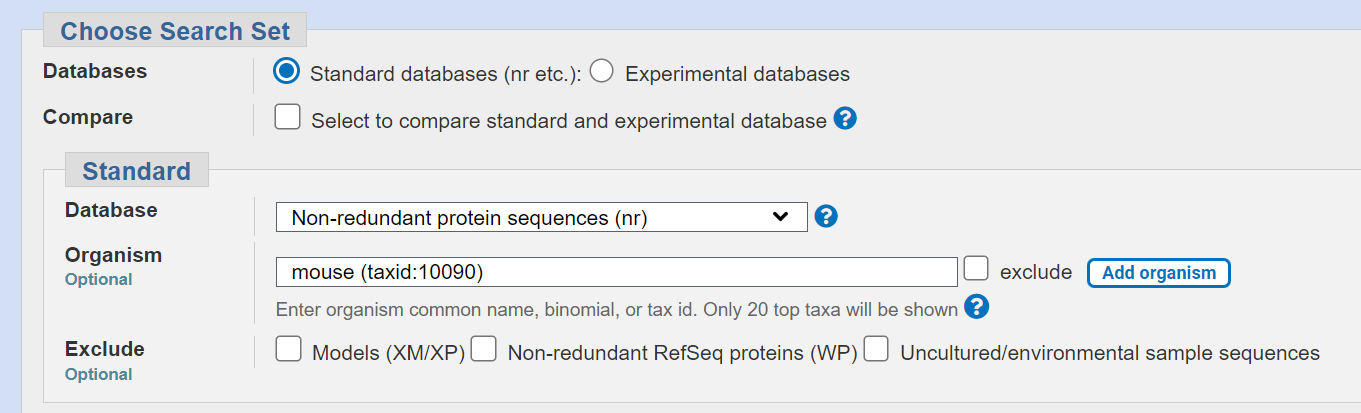 Choose Search Set
Databases Standard databases (nr etc.): Experimental databases
Compare Select to compare standard and experimental database ?
Standard
Database Non-redundant protein sequences (nr) ?
Organism
Optional
mouse (taxid:10090) exclude Add organism
Enter organism common name, binomial, or tax id. Only 20 top taxa will be shown ?
Exclude Models (XM/XP) Non-redundant RefSeq proteins (WP) Uncultured/environmental sample sequences
Optional